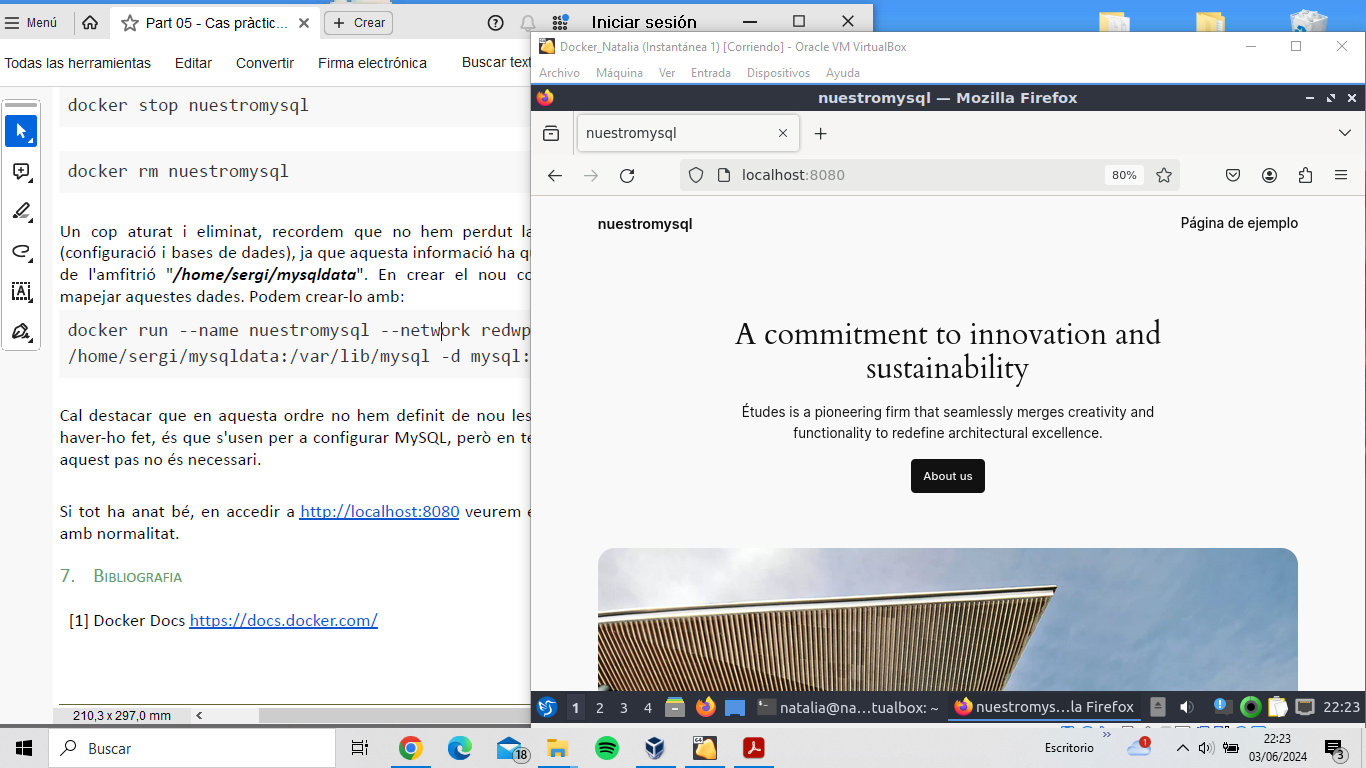 Menú
Part 05 - Cas pràctic...
Crear
Iniciar sesión
Todas las herramientas
Editar
Convertir
Firma electrónica
Buscar text
docker stop nuestromysql
docker rm nuestromysql
Un cop aturat i eliminat, recordem que no hem perdut la
(configuració i bases de dades), ja que aquesta informació ha qu
de l'amfitrió "/home/sergi/mysqldata". En crear el nou co
mapejar aquestes dades. Podem crear-lo amb:
docker run --name nuestromysql --network redwp
/home/sergi/mysqldata:/var/lib/mysql -d mysql:
Cal destacar que en aquesta ordre no hem definit de nou les
haver-ho fet, és que s'usen per a configurar MySQL, però en te
aquest pas no és necessari.
Si tot ha anat bé, en accedir a http://localhost:8080 veurem e
amb normalitat.
7. Bibliografia
[1] Docker Docs https://docs.docker.com/
210,3 x 297,0 mm
Docker_Natalia (Instantánea 1) [Corriendo] - Oracle VM VirtualBox
Archivo Máquina Ver Entrada Dispositivos Ayuda
nuestromysql — Mozilla Firefox
nuestromysql
localhost:8080
80%
nuestromysql
Página de ejemplo
A commitment to innovation and
sustainability
Études is a pioneering firm that seamlessly merges creativity and
functionality to redefine architectural excellence.
About us
1 2 3 4
natalia@na...tualbox: ~
nuestromys...la Firefox
22:23
Buscar
18
Escritorio
1
22:23
03/06/2024
3